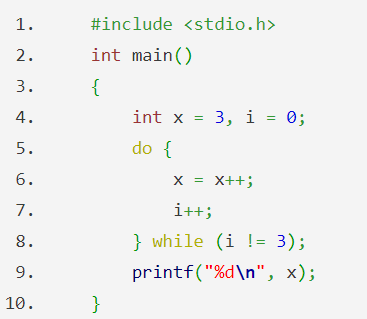 1. #include <stdio.h>
2. int main()
3. {
4. int x = 3, i = 0;
5. do {
6. x = x++;
7. i++;
8. } while (i != 3);
9. printf("%d\n", x);
10. }